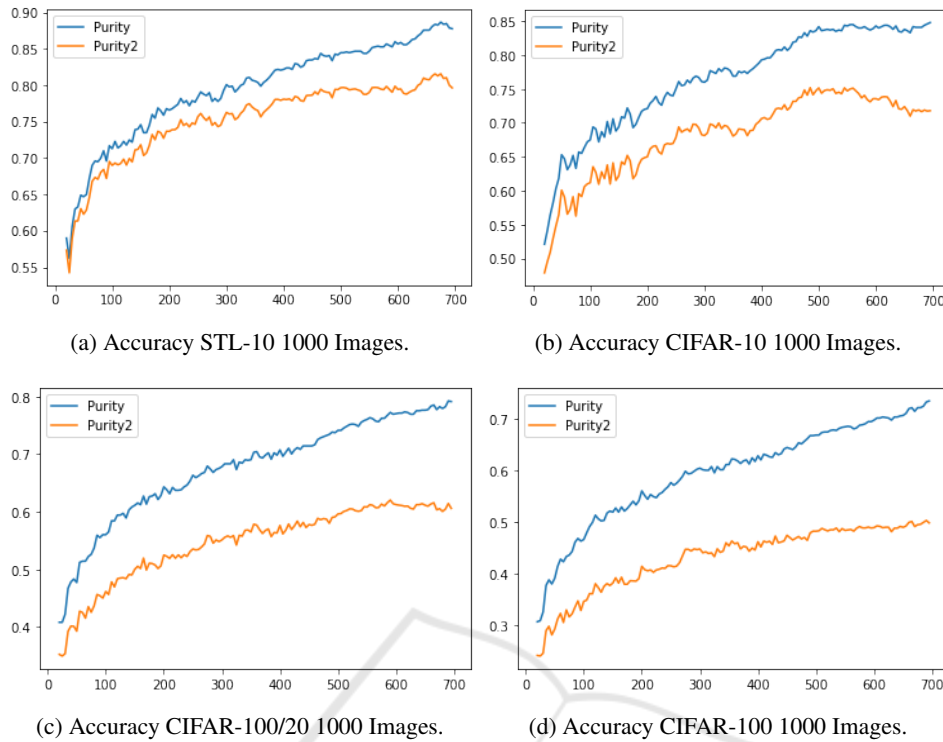 0.90
0.85
0.80
0.75
0.70
0.65
0.60
0.55
Purity
Purity2
0 100 200 300 400 500 600 700
(a) Accuracy STL-10 1000 Images.
0.85
0.80
0.75
0.70
0.65
0.60
0.55
0.50
Purity
Purity2
0 100 200 300 400 500 600 700
(b) Accuracy CIFAR-10 1000 Images.
0.8
0.7
0.6
0.5
0.4
Purity
Purity2
0 100 200 300 400 500 600 700
(c) Accuracy CIFAR-100/20 1000 Images.
0.7
0.6
0.5
0.4
0.3
Purity
Purity2
0 100 200 300 400 500 600 700
(d) Accuracy CIFAR-100 1000 Images.